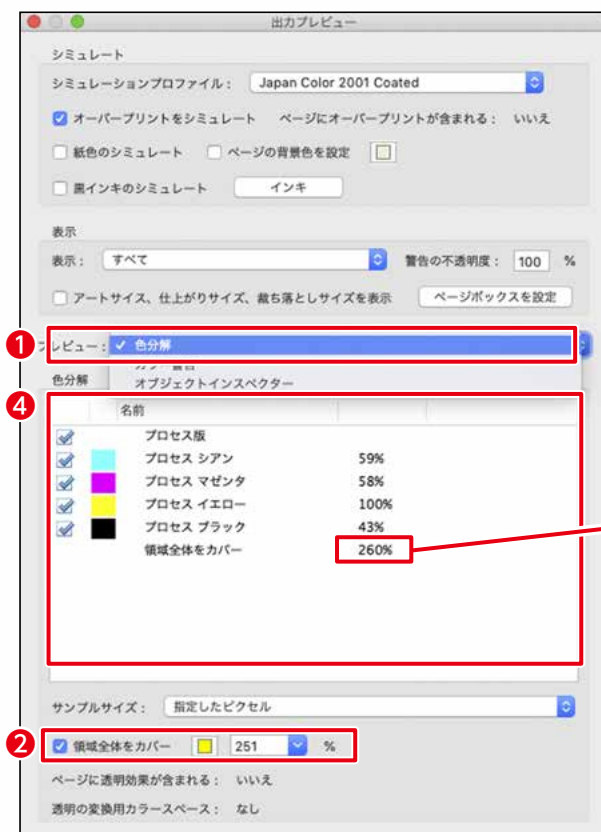 出力プレビュー
シミュレート
シミュレーションプロファイル： Japan Color 2001 Coated
オーバープリントをシミュレート ページにオーバープリントが含まれる： いいえ
紙色のシミュレート ページの背景色を設定
黒インキのシミュレート インキ
表示
表示： すべて 警告の不透明度： 100 %
アートサイズ、仕上がりサイズ、裁ち落としサイズを表示 ページボックスを設定
1 プレビュー： ✓ 色分解
色分解 オブジェクトインスペクター
4 名前
プロセス版
プロセス シアン 59%
プロセス マゼンタ 58%
プロセス イエロー 100%
プロセス ブラック 43%
領域全体をカバー 260%
サンプルサイズ： 指定したピクセル
2 領域全体をカバー 251 %
ページに透明効果が含まれる： いいえ
透明の変換用カラースペース： なし